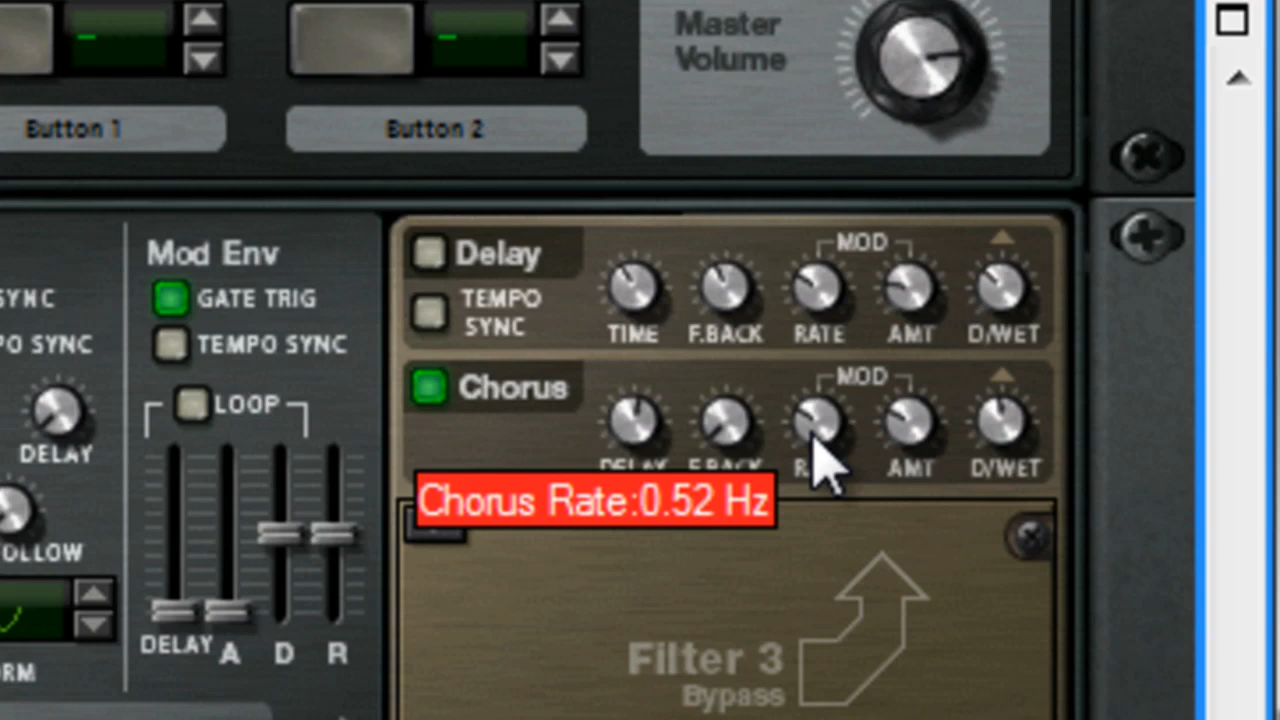 Master
Volume
Button 1
Button 2
Mod Env
SYNC
GATE TRIG
PO SYNC
TEMPO SYNC
LOOP
DELAY
OLLOW
DELAY A D R
RM
Delay
TEMPO
SYNC
MOD
TIME F.BACK RATE AMT D/WET
Chorus
MOD
DELAY F.BACK AMT D/WET
Chorus Rate:0.52 Hz
Filter 3
Bypass